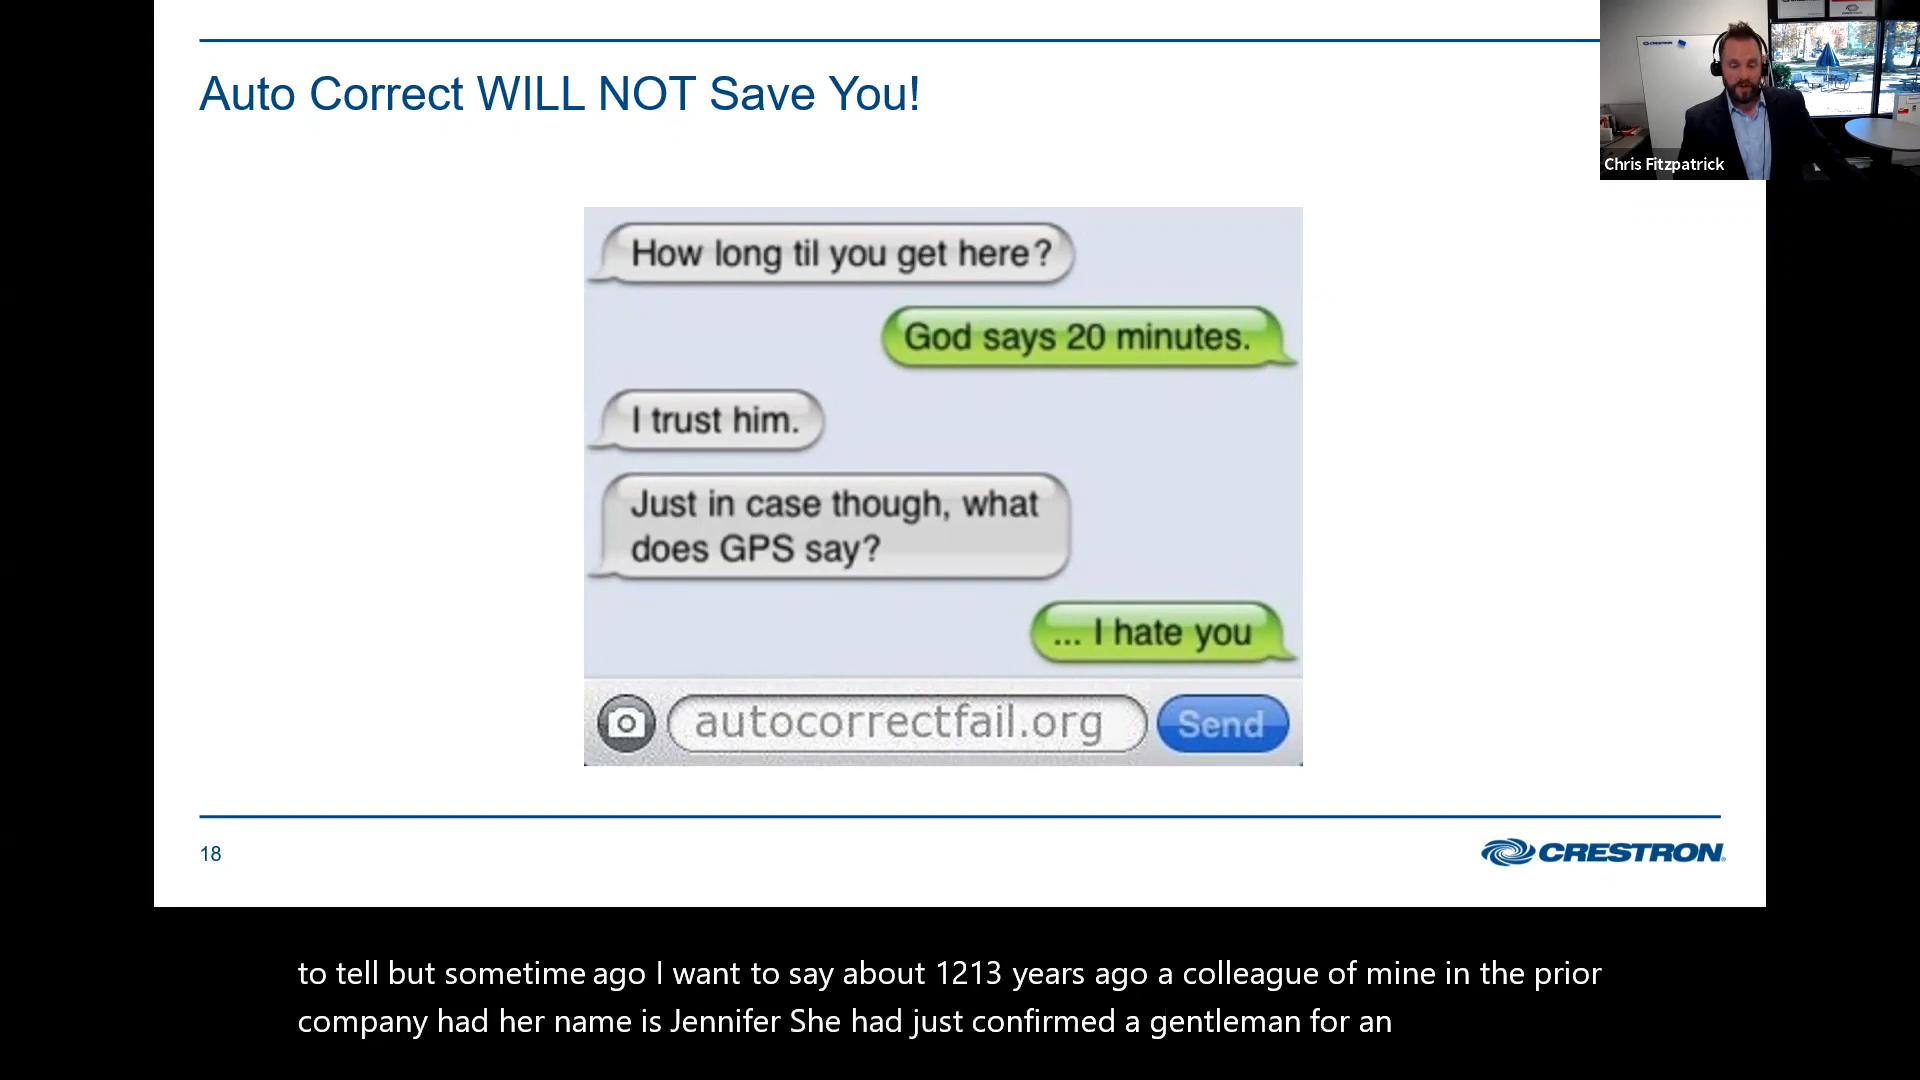 Auto Correct WILL NOT Save You!
CRESTRON
Chris Fitzpatrick
How long til you get here?
God says 20 minutes.
I trust him.
Just in case though, what
does GPS say?
... I hate you
autocorrectfail.org
Send
18
CRESTRON
to tell but sometime ago I want to say about 1213 years ago a colleague of mine in the prior
company had her name is Jennifer She had just confirmed a gentleman for an